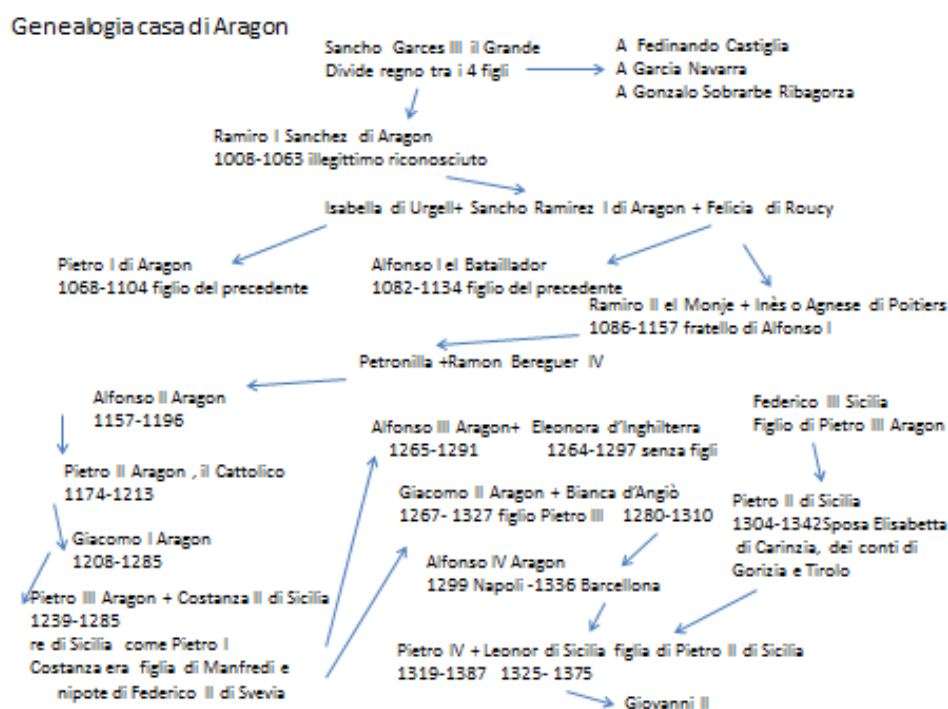 Genealogia casa di Aragon
Sancho Garces III il Grande
Divide regno tra i 4 figli
A Fedinando Castiglia
A Garcia Navarra
A Gonzalo Sobrarbe Ribagorza
Ramiro I Sanchez di Aragon
1008-1063 illegittimo riconosciuto
Isabella di Urgell+ Sancho Ramirez I di Aragon + Felicia di Roucy
Pietro I di Aragon
1068-1104 figlio del precedente
Alfonso I el Bataillador
1082-1134 figlio del precedente
Ramiro II el Monje + Inès o Agnese di Poitiers
1086-1157 fratello di Alfonso I
Petronilla +Ramon Bereguer IV
Alfonso II Aragon
1157-1196
Federico III Sicilia
Figlio di Pietro III Aragon
Alfonso III Aragon+ Eleonora d'Inghilterra
1265-1291 1264-1297 senza figli
Pietro II Aragon , il Cattolico
1174-1213
Giacomo II Aragon + Bianca d'Angiò
1267- 1327 figlio Pietro III 1280-1310
Pietro II di Sicilia
1304-1342Sposa Elisabetta
di Carinzia, dei conti di
Gorizia e Tirolo
Giacomo I Aragon
1208-1285
Alfonso IV Aragon
1299 Napoli -1336 Barcellona
Pietro III Aragon + Costanza II di Sicilia
1239-1285
re di Sicilia come Pietro I
Costanza era figlia di Manfredi e
nipote di Federico II di Svevia
Pietro IV + Leonor di Sicilia figlia di Pietro II di Sicilia
1319-1387 1325- 1375
Giovanni II